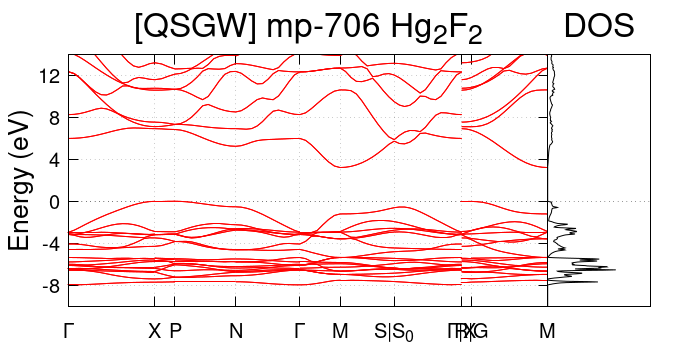 [QSGW] mp-706 Hg₂F₂ DOS
Energy (eV)
12
8
4
0
-4
-8
Γ X P N Γ M S|S₀ Γ|R|X|G M